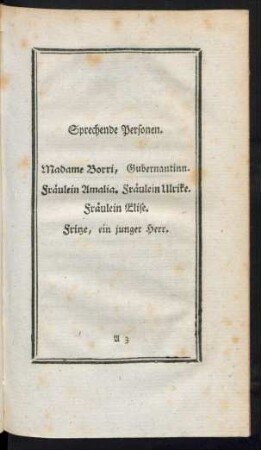 Sprechende Personen.
Madame Borri, Gubernantinn.
Fräulein Amalia. Fräulein Ulrike.
Fräulein Elise.
Fritze, ein junger Herr.
A 3